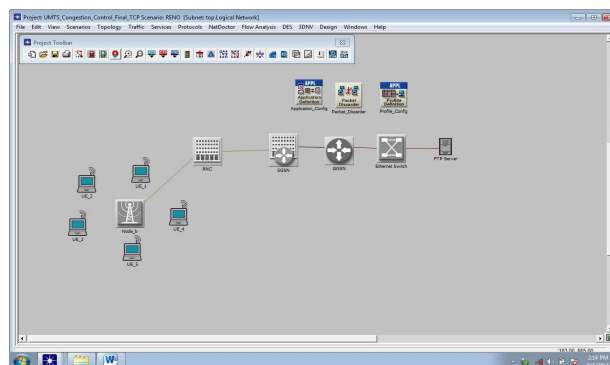 Project: UMTS_Congestion_Control_Final_TCP Scenario: RENO [Subnet: top.Logical Network]
File Edit View Scenarios Topology Traffic Services Protocols NetDoctor Flow Analysis DES 3DNV Design Windows Help
Project Toolbar
APPL
Application
Definition
Application_Config
Packet
Discarder
Packet_Discarder
APPL
Profile
Definition
Profile_Config
RNC
SGSN
GGSN
Ethernet Switch
FTP Server
UE_1
UE_2
Node_b
UE_3
UE_4
UE_5
2:14 PM